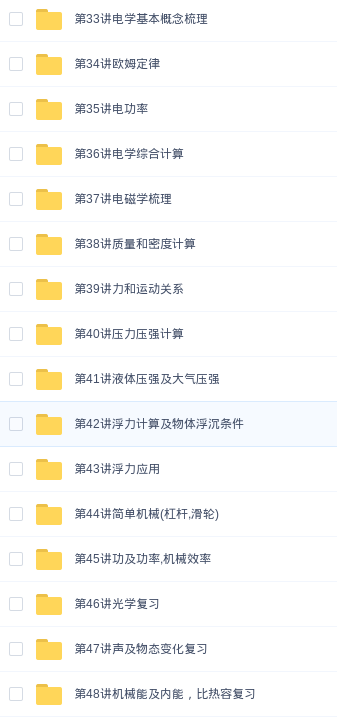 第33讲电学基本概念梳理
第34讲欧姆定律
第35讲电功率
第36讲电学综合计算
第37讲电磁学梳理
第38讲质量和密度计算
第39讲力和运动关系
第40讲压力压强计算
第41讲液体压强及大气压强
第42讲浮力计算及物体浮沉条件
第43讲浮力应用
第44讲简单机械(杠杆,滑轮)
第45讲功及功率,机械效率
第46讲光学复习
第47讲声及物态变化复习
第48讲机械能及内能，比热容复习